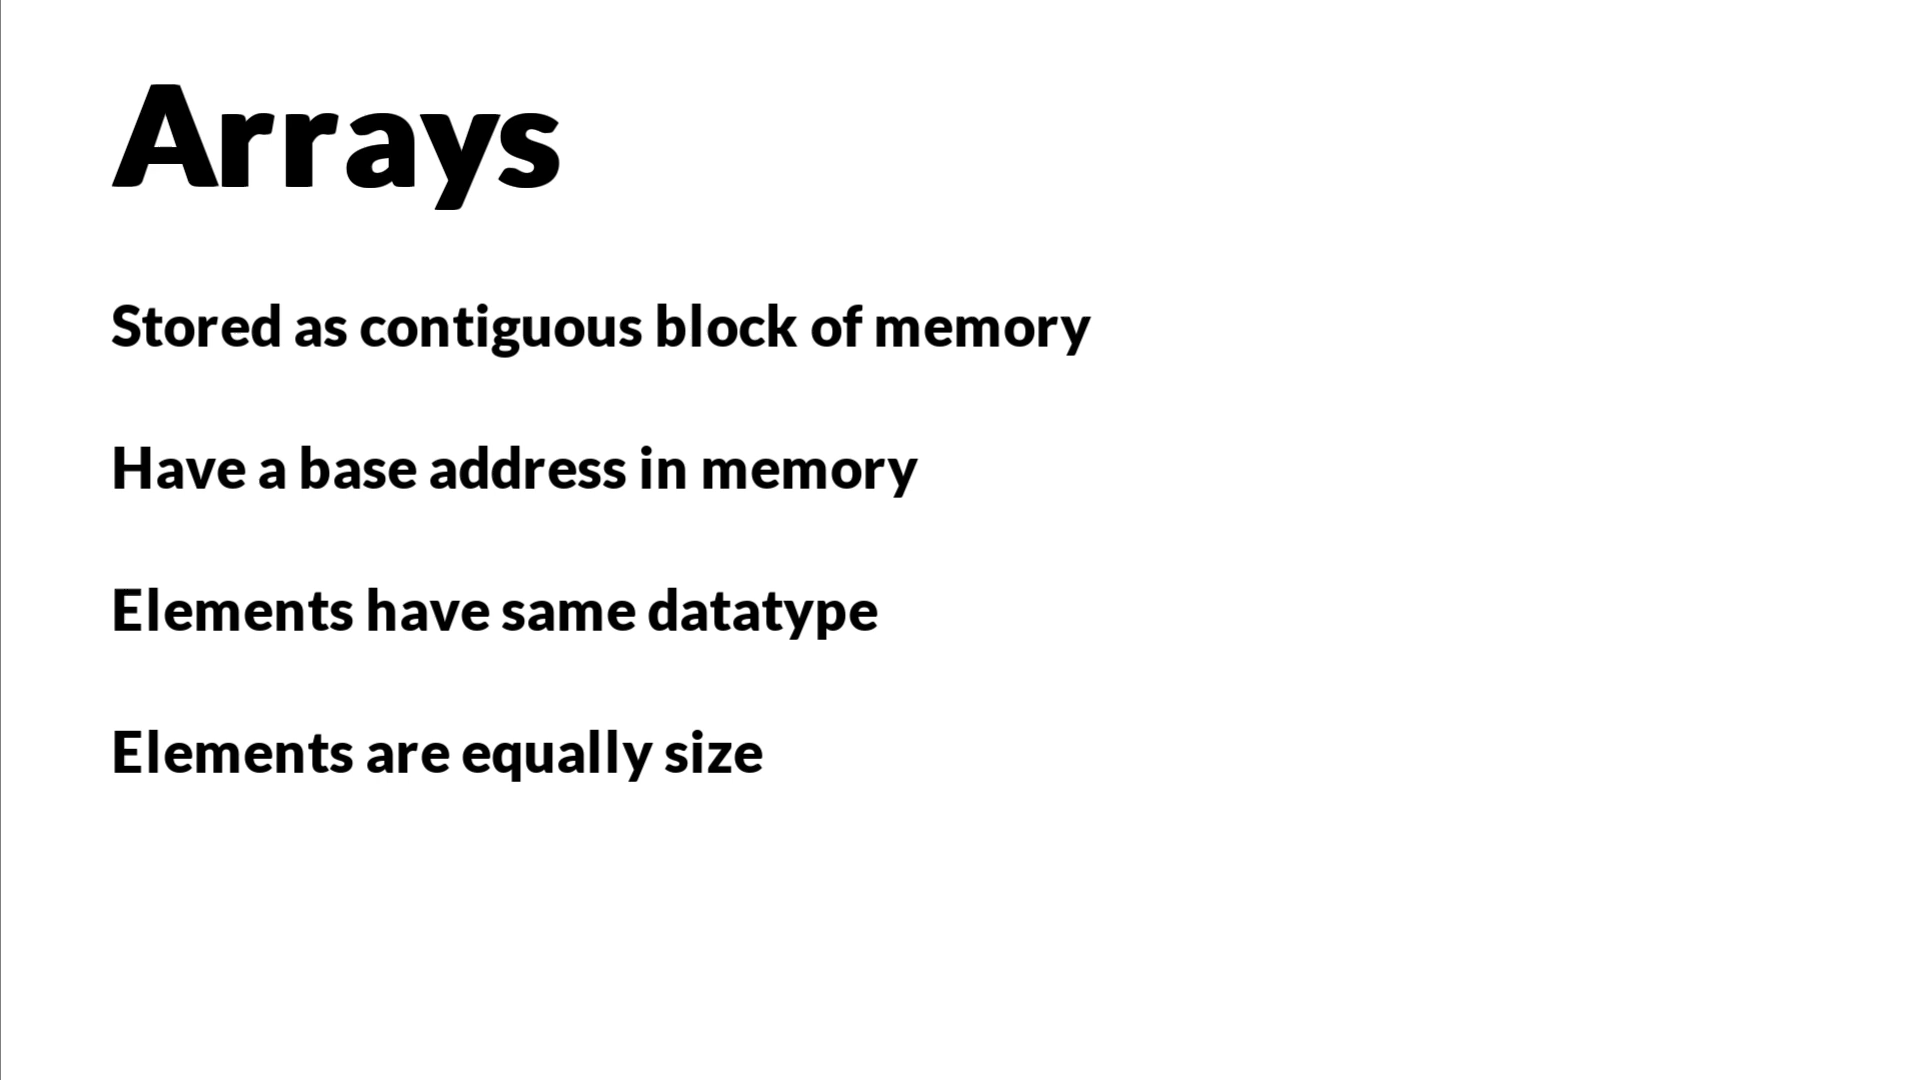 Arrays
Stored as contiguous block of memory
Have a base address in memory
Elements have same datatype
Elements are equally size